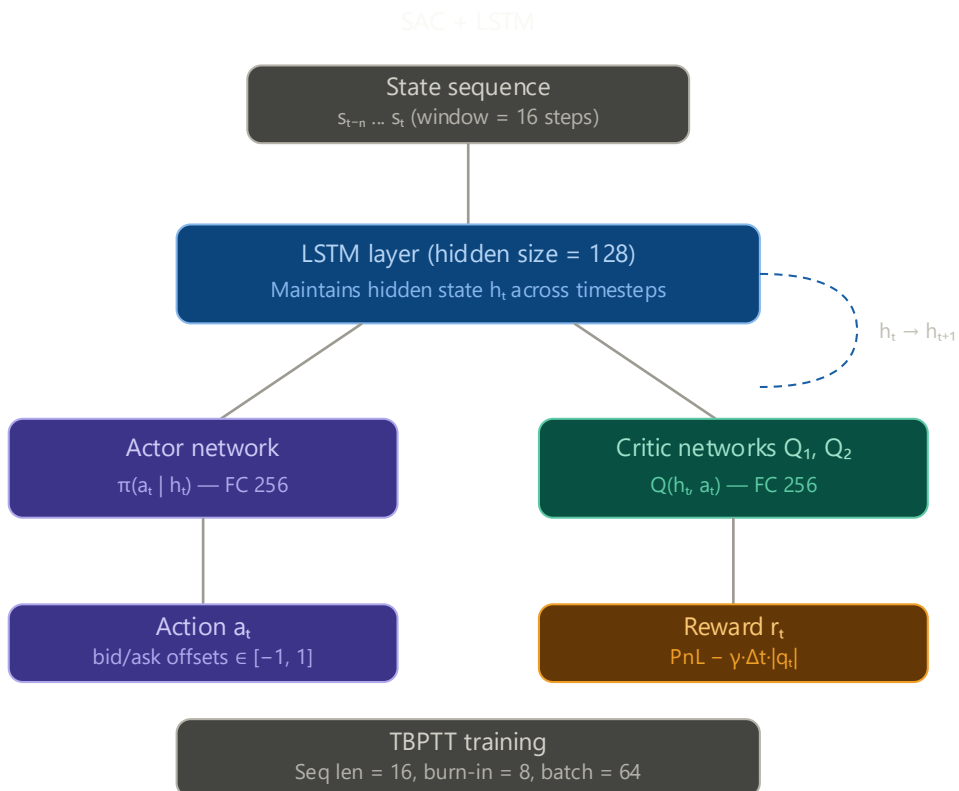 SAC + LSTM
State sequence
sₜ₋ₙ ... sₜ (window = 16 steps)
LSTM layer (hidden size = 128)
Maintains hidden state hₜ across timesteps
hₜ → hₜ₊₁
Actor network
π(aₜ | hₜ) — FC 256
Critic networks Q₁, Q₂
Q(hₜ, aₜ) — FC 256
Action aₜ
bid/ask offsets ∈ [−1, 1]
Reward rₜ
PnL − γ·Δt·|qₜ|
TBPTT training
Seq len = 16, burn-in = 8, batch = 64